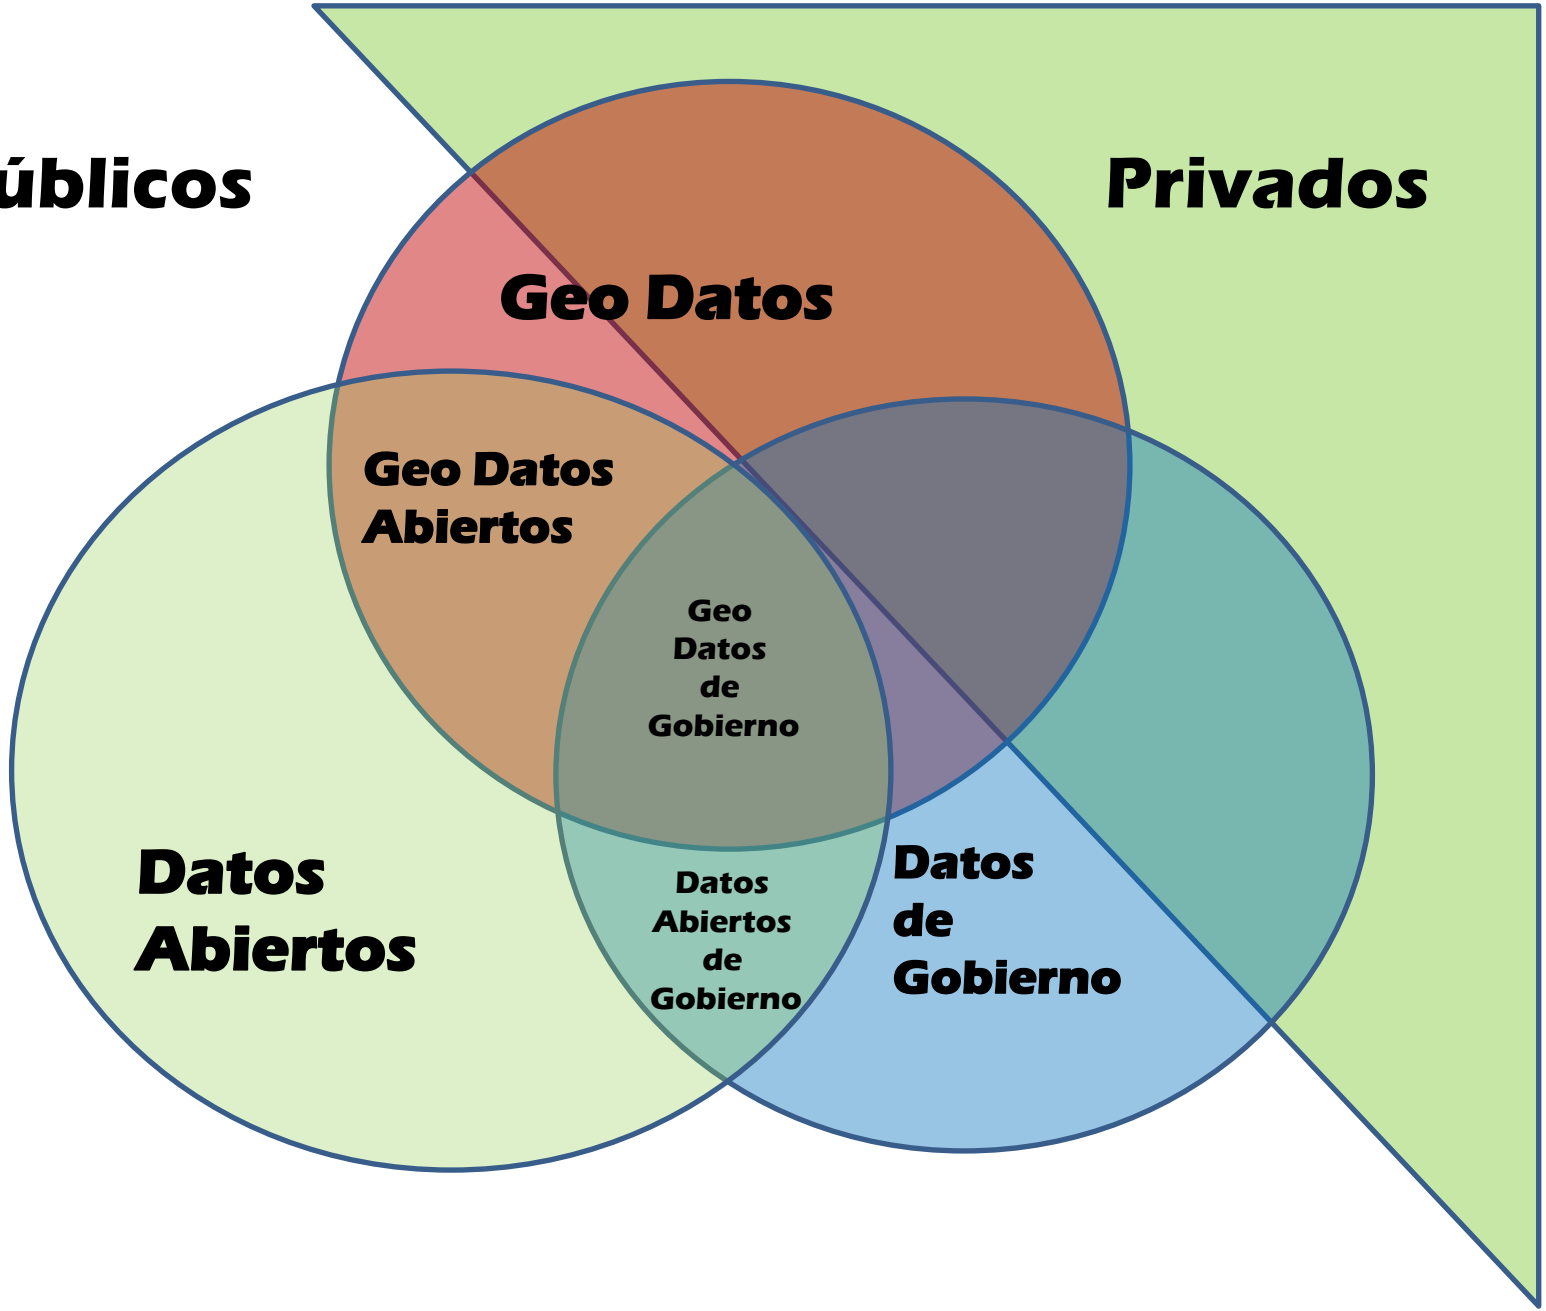 úblicos
Privados
Geo Datos
Geo Datos
Abiertos
Geo
Datos
de
Gobierno
Datos
Abiertos
Datos
Abiertos
de
Gobierno
Datos
de
Gobierno